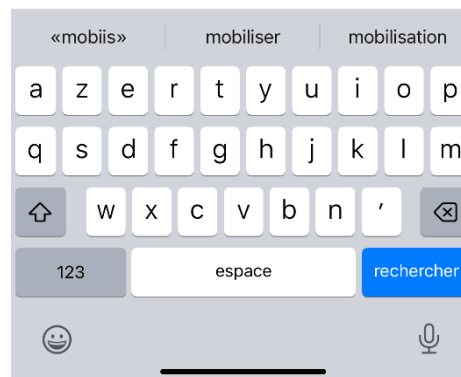 «mobiis» mobiliser mobilisation
a z e r t y u i o p
q s d f g h j k l m
w x c v b n ’
123 espace rechercher